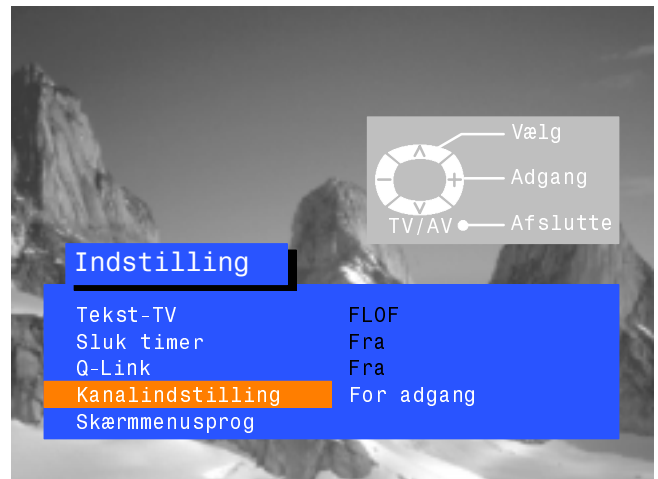 Vælg
Adgang
TV/AV Afslutte
Indstilling
Tekst-TV FLOF
Sluk timer Fra
Q-Link Fra
Kanalindstilling For adgang
Skærmmenusprog